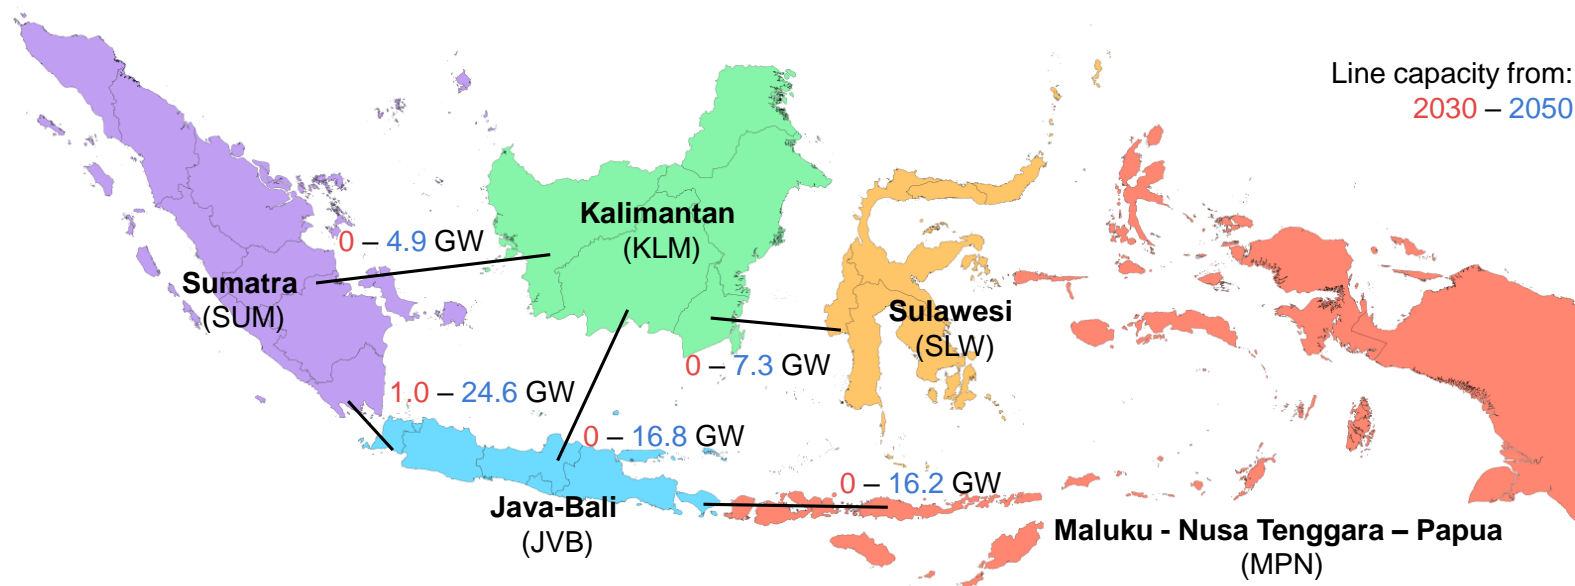 Line capacity from:
2030 – 2050
Kalimantan
(KLM)
0 – 4.9 GW
Sumatra
(SUM)
Sulawesi
(SLW)
0 – 7.3 GW
1.0 – 24.6 GW
0 – 16.8 GW
0 – 16.2 GW
Java-Bali
(JVB)
Maluku - Nusa Tenggara – Papua
(MPN)